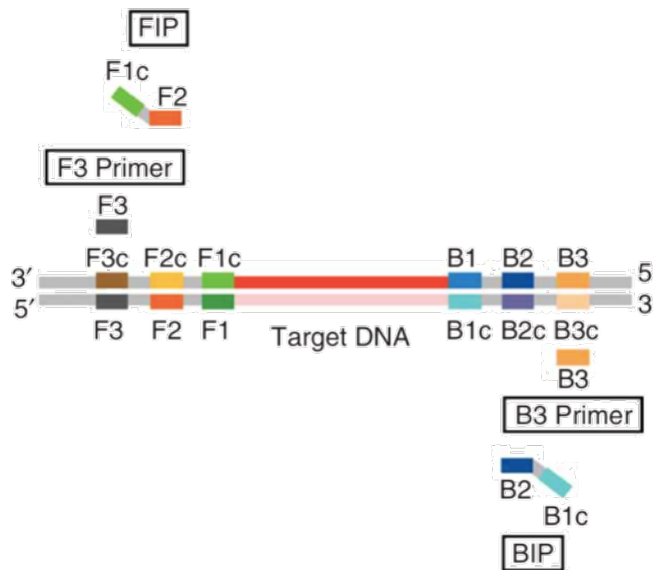 FIP
F1c
F2
F3 Primer
F3
F3c F2c F1c B1 B2 B3
3′ 5
5′ 3
F3 F2 F1 Target DNA B1c B2c B3c
B3
B3 Primer
B2
B1c
BIP